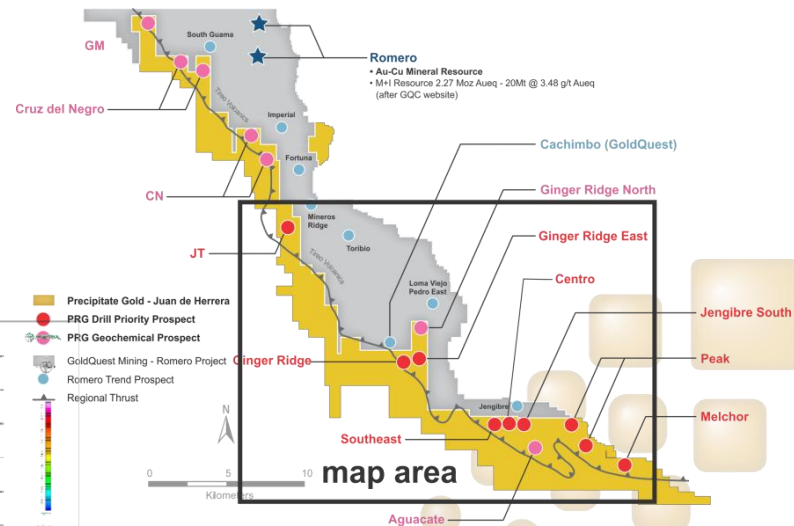 GM
South Guama
Romero
• Au-Cu Mineral Resource
• M+I Resource 2.27 Moz Aueq - 20Mt @ 3.48 g/t Aueq
(after GQC website)
Cruz del Negro
Tireo Volcanics
Imperial
Cachimbo (GoldQuest)
Fortuna
CN
Ginger Ridge North
Mineros
Ridge
JT
Toribio
Ginger Ridge East
Tireo Volcanics
Centro
Loma Viejo
Pedro East
Precipitate Gold - Juan de Herrera
PRG Drill Priority Prospect
PRG Geochemical Prospect
GoldQuest Mining - Romero Project
Romero Trend Prospect
Regional Thrust
Jengibre South
Ginger Ridge
Peak
Jengibre
N
Southeast
Melchor
0 5 10
Kilometers
map area
Aguacate